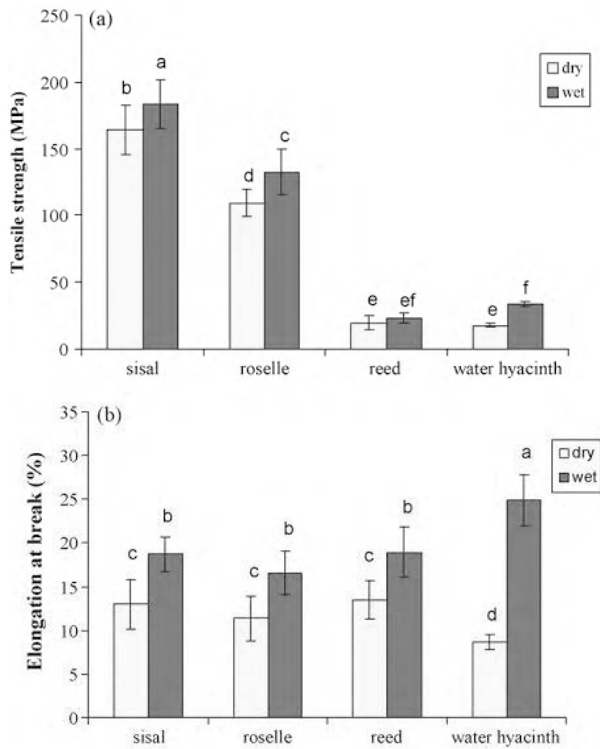 (a)
250
200
150
100
50
0
Tensile strength (MPa)
dry
wet
b
a
d
c
e
ef
e
f
sisal roselle reed water hyacinth
(b)
35
30
25
20
15
10
5
0
Elongation at break (%)
dry
wet
c
b
c
b
c
b
d
a
sisal roselle reed water hyacinth